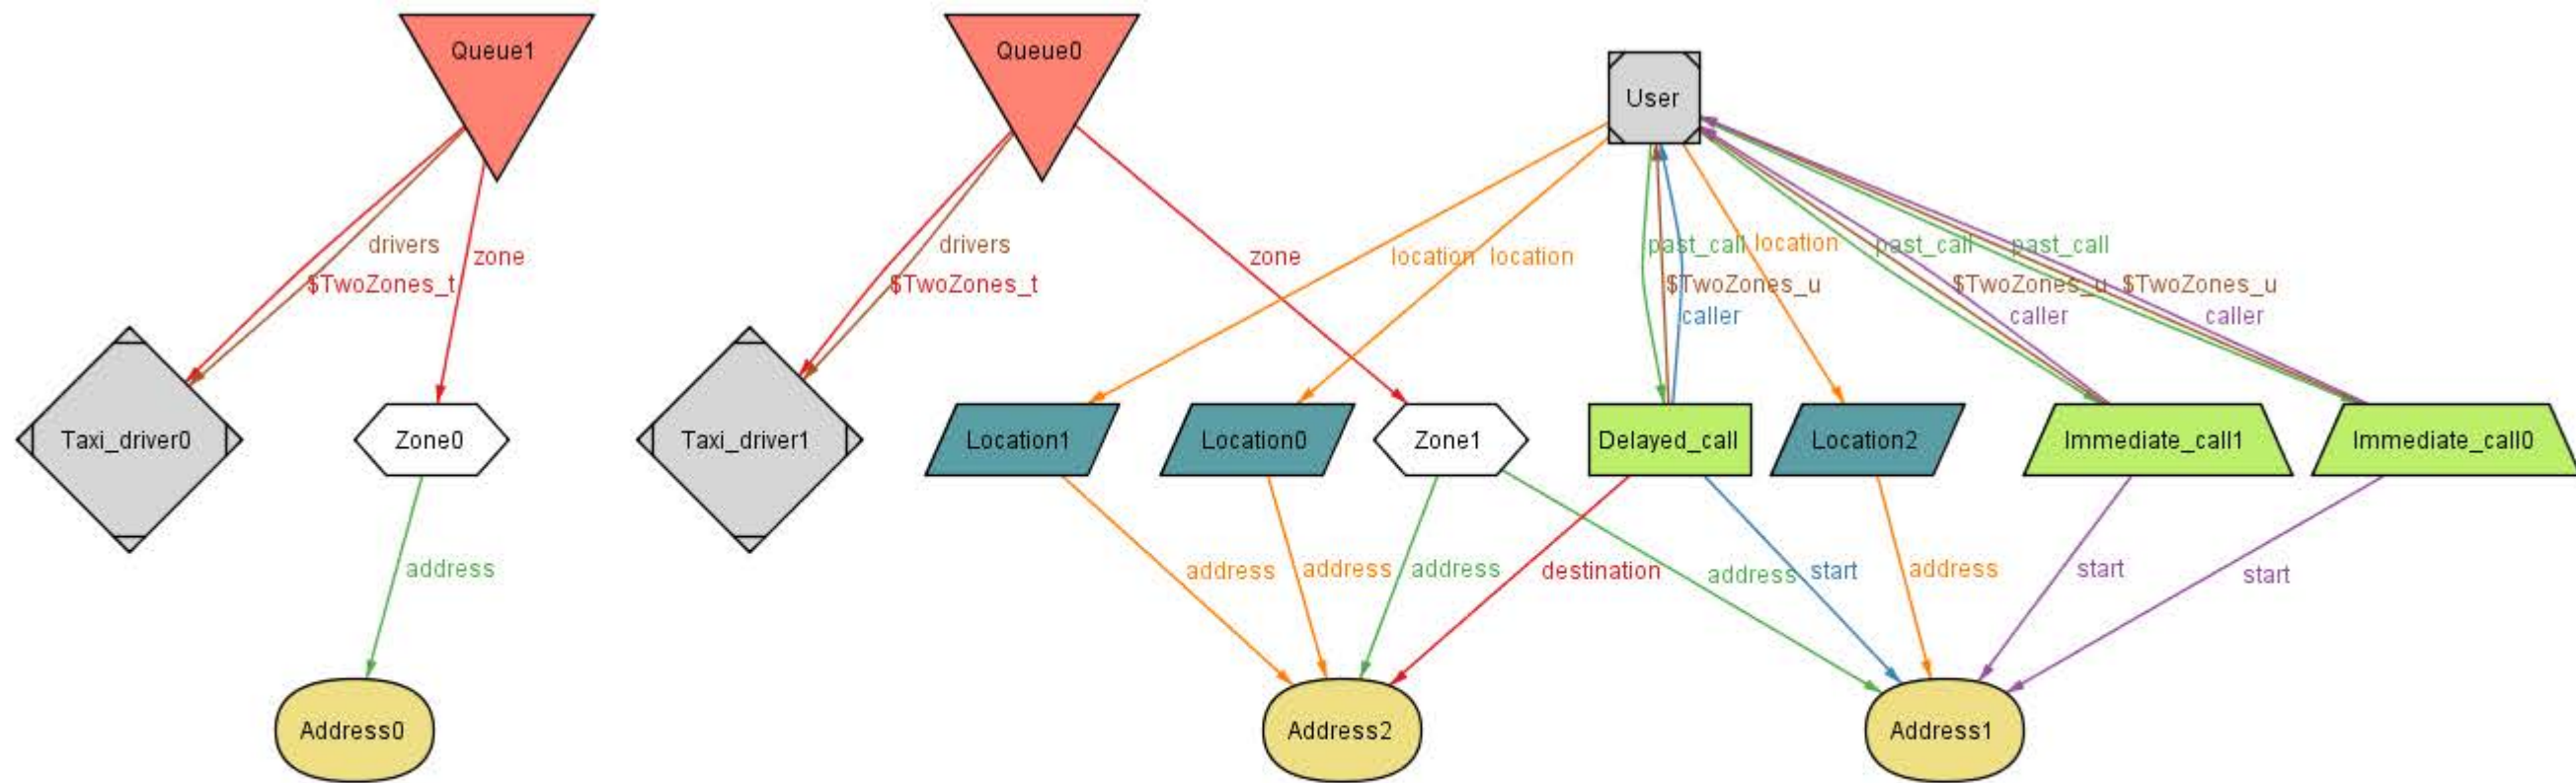 Queue1
Queue0
User
drivers
zone
$TwoZones_t
drivers
$TwoZones_t
zone
location
location
past_call
location
$TwoZones_u
caller
past_call
past_call
$TwoZones_u
$TwoZones_u
caller
caller
Taxi_driver0
Zone0
Taxi_driver1
Location1
Location0
Zone1
Delayed_call
Location2
Immediate_call1
Immediate_call0
address
address
address
address
destination
address
start
address
start
start
Address0
Address2
Address1